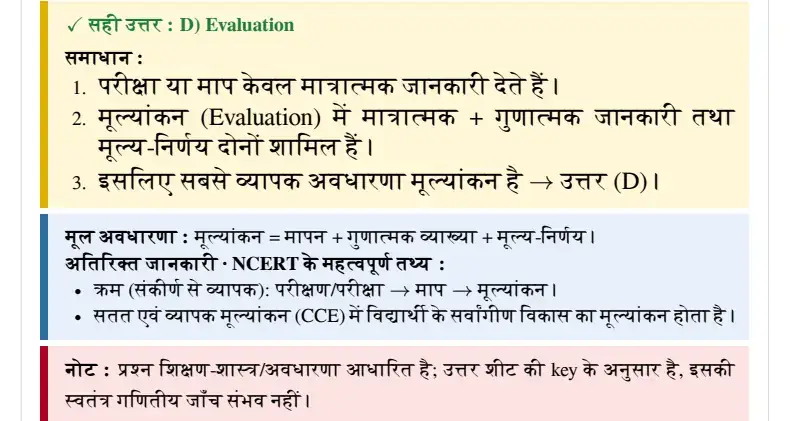 ✓ सही उत्तर : D) Evaluation
समाधान :
1. परीक्षा या माप केवल मात्रात्मक जानकारी देते हैं।
2. मूल्यांकन (Evaluation) में मात्रात्मक + गुणात्मक जानकारी तथा
मूल्य-निर्णय दोनों शामिल हैं।
3. इसलिए सबसे व्यापक अवधारणा मूल्यांकन है → उत्तर (D)।
मूल अवधारणा : मूल्यांकन = मापन + गुणात्मक व्याख्या + मूल्य-निर्णय।
अतिरिक्त जानकारी · NCERT के महत्वपूर्ण तथ्य :
• क्रम (संकीर्ण से व्यापक): परीक्षण/परीक्षा → माप → मूल्यांकन।
• सतत एवं व्यापक मूल्यांकन (CCE) में विद्यार्थी के सर्वांगीण विकास का मूल्यांकन होता है।
नोट : प्रश्न शिक्षण-शास्त्र/अवधारणा आधारित है; उत्तर शीट की key के अनुसार है, इसकी
स्वतंत्र गणितीय जाँच संभव नहीं।